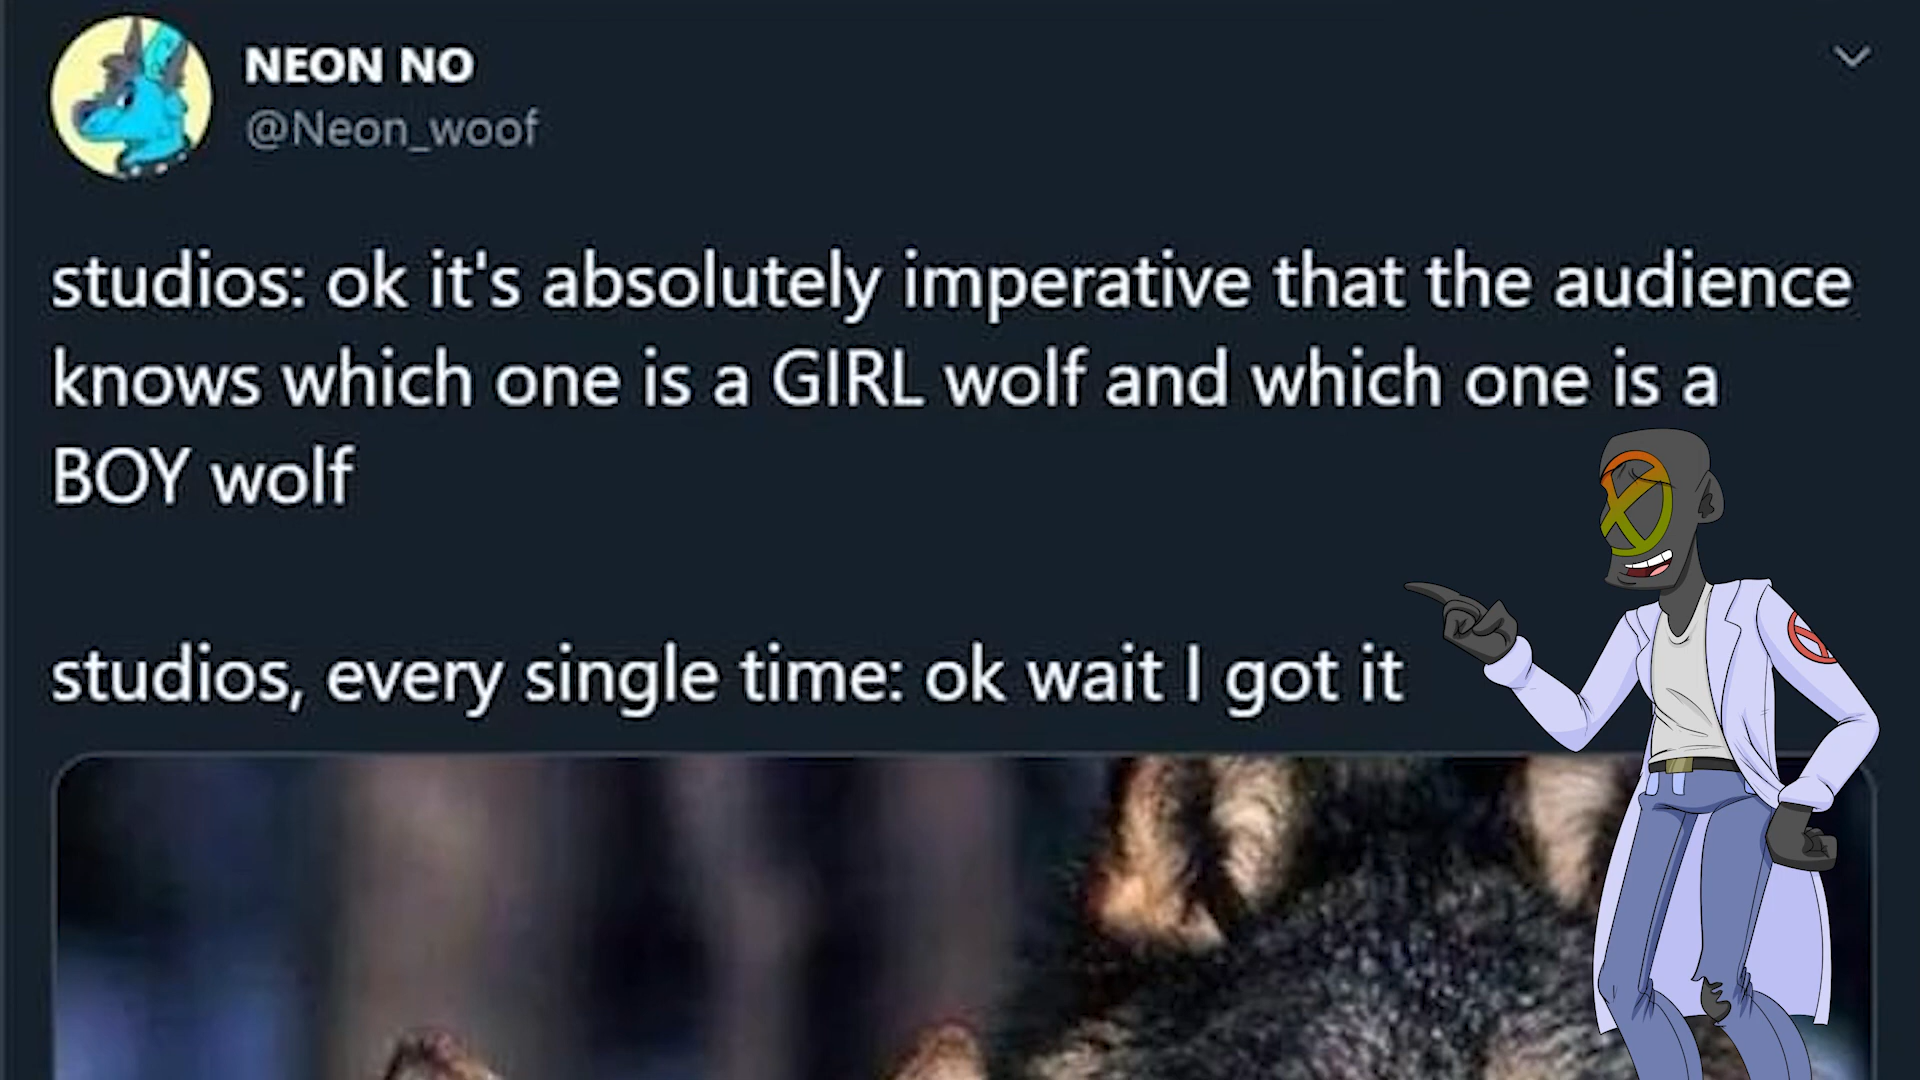 NEON NO
@Neon_woof
studios: ok it's absolutely imperative that the audience
knows which one is a GIRL wolf and which one is a
BOY wolf
studios, every single time: ok wait I got it